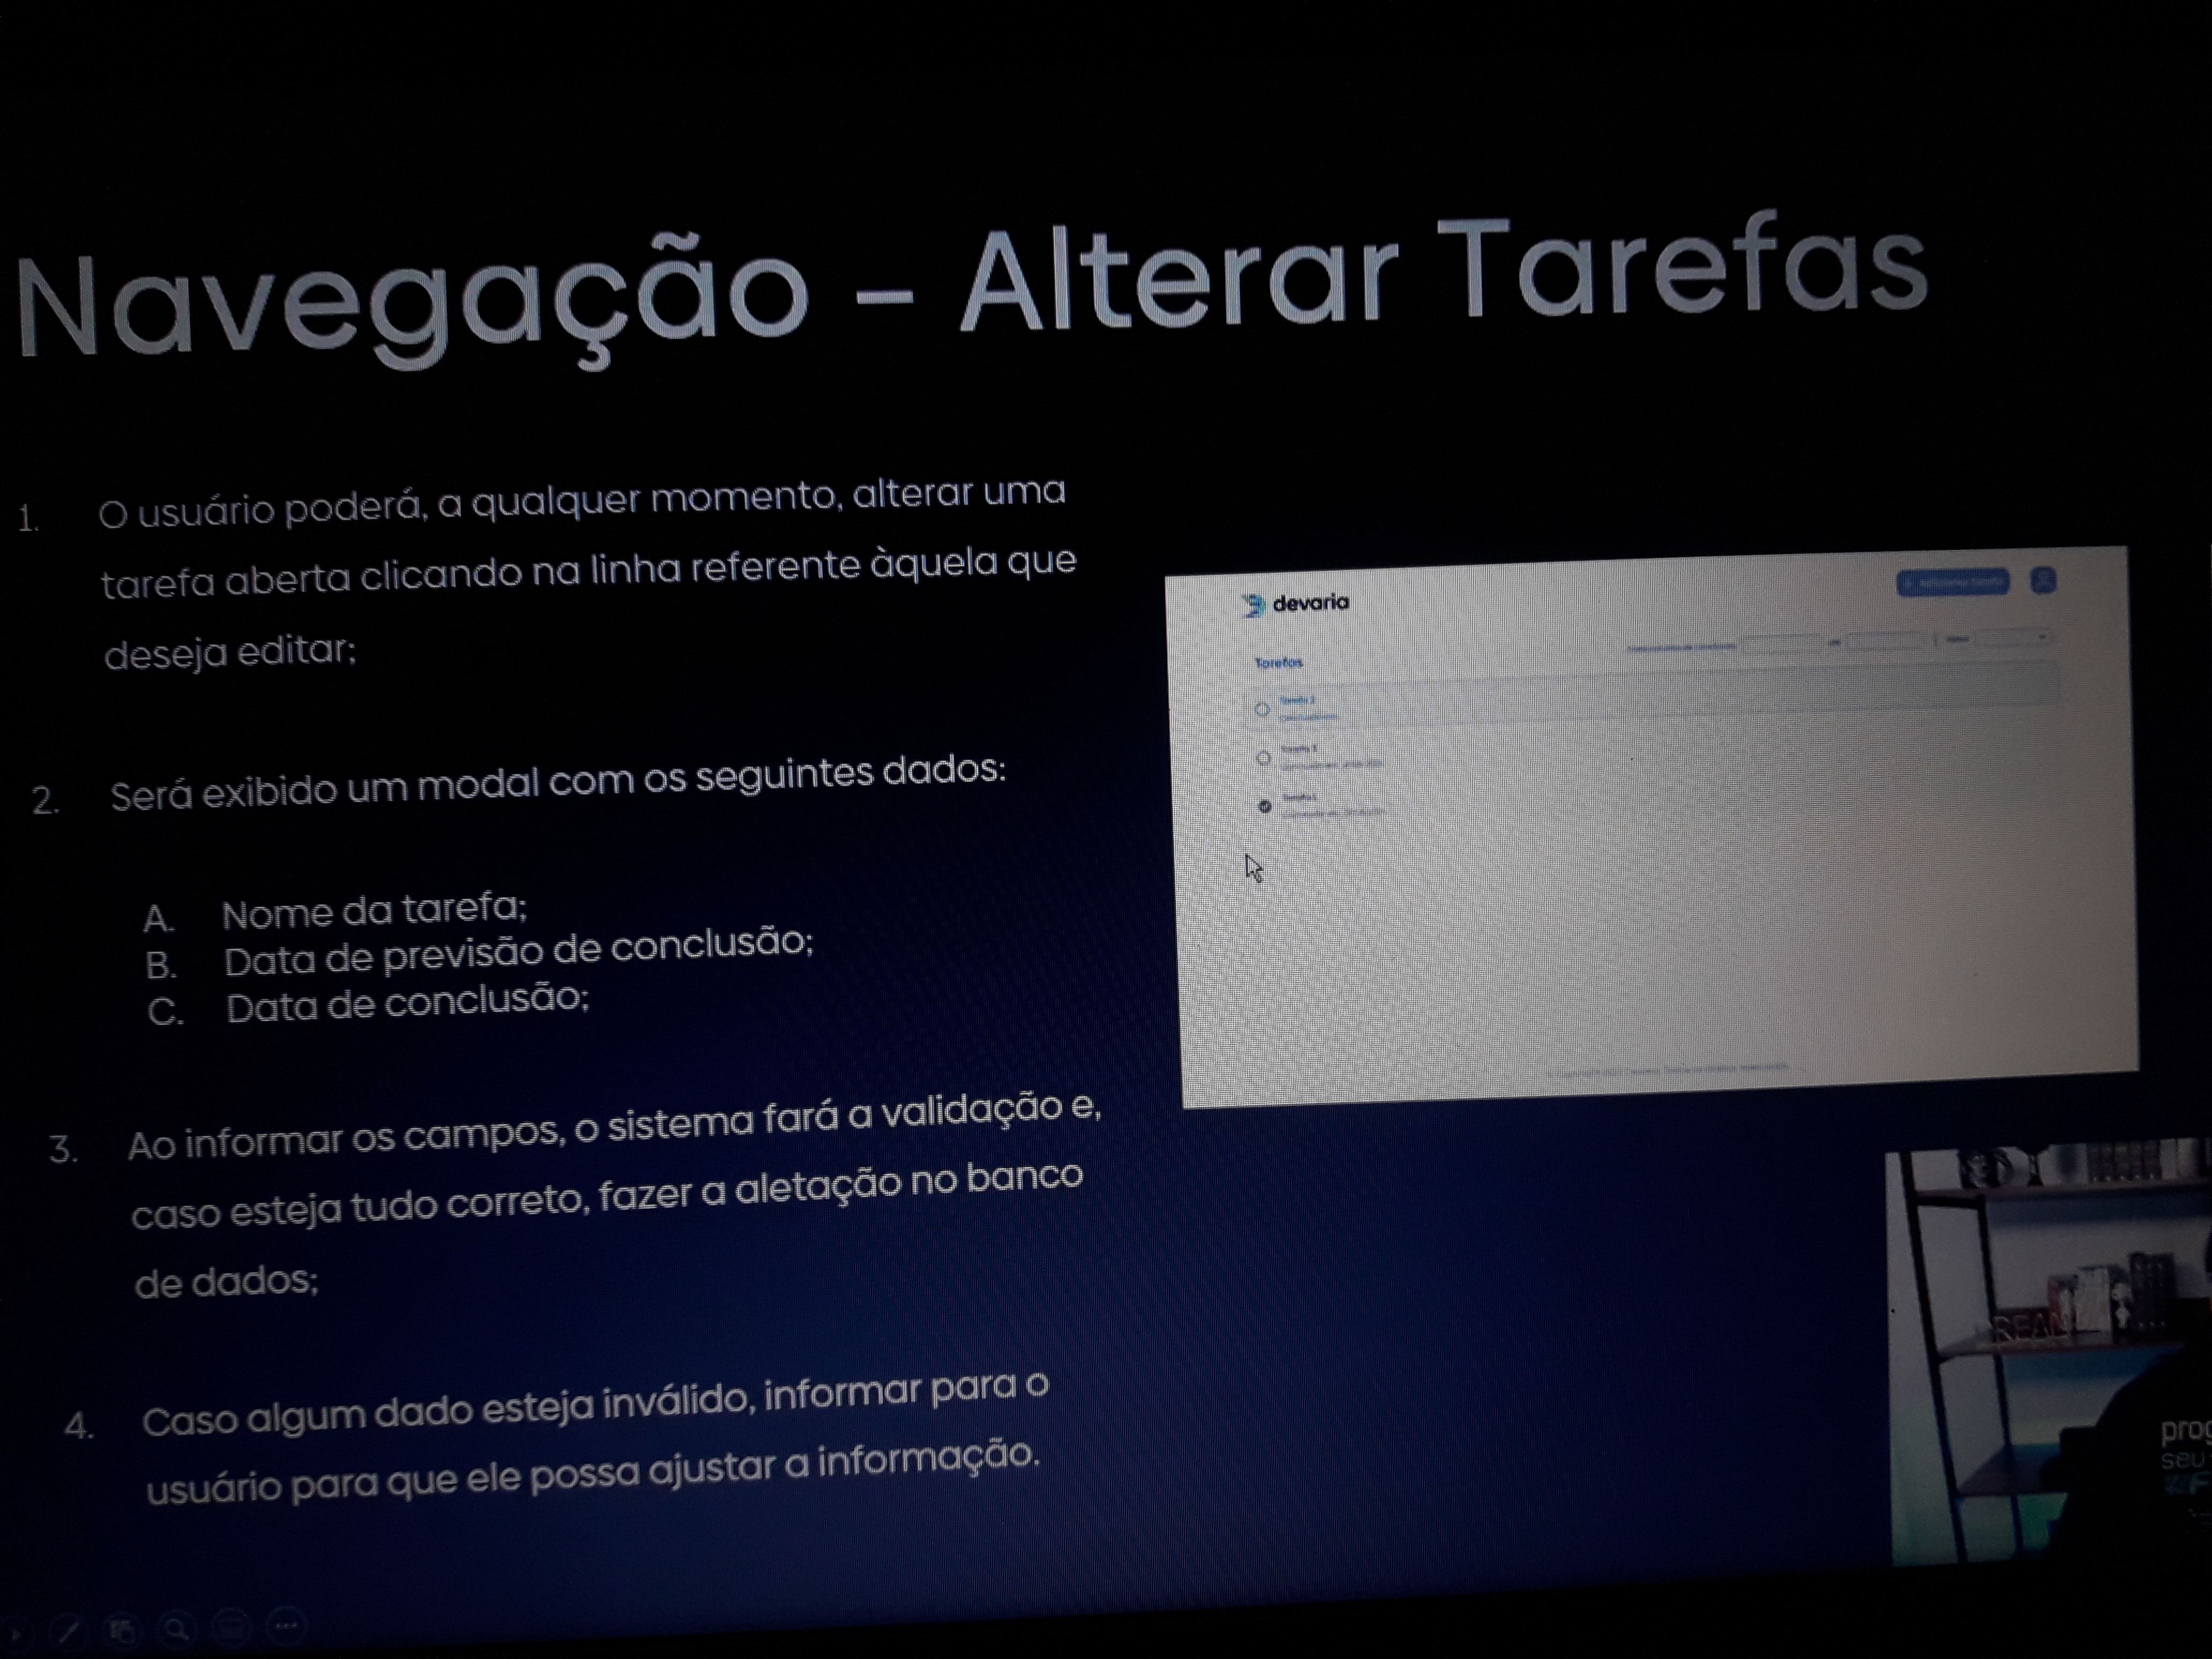 Navegação – Alterar Tarefas
1. O usuário poderá, a qualquer momento, alterar uma
tarefa aberta clicando na linha referente àquela que
deseja editar;
2. Será exibido um modal com os seguintes dados:
A. Nome da tarefa;
B. Data de previsão de conclusão;
C. Data de conclusão;
3. Ao informar os campos, o sistema fará a validação e,
caso esteja tudo correto, fazer a aletação no banco
de dados;
4. Caso algum dado esteja inválido, informar para o
usuário para que ele possa ajustar a informação.
devaria
Tarefas
prog
seu